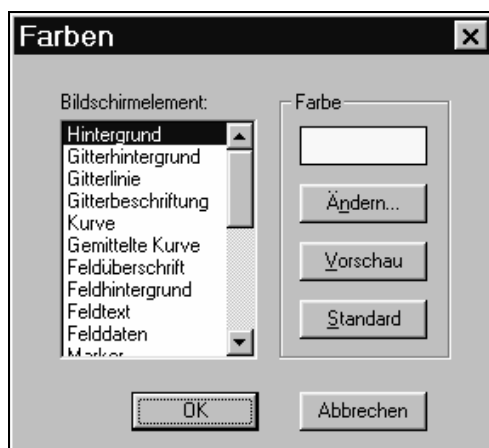 Farben
Bildschirmelement:
Hintergrund
Gitterhintergrund
Gitterlinie
Gitterbeschriftung
Kurve
Gemittelte Kurve
Feldüberschrift
Feldhintergrund
Feldtext
Felddaten
Marker
Farbe
Ändern...
Vorschau
Standard
OK
Abbrechen